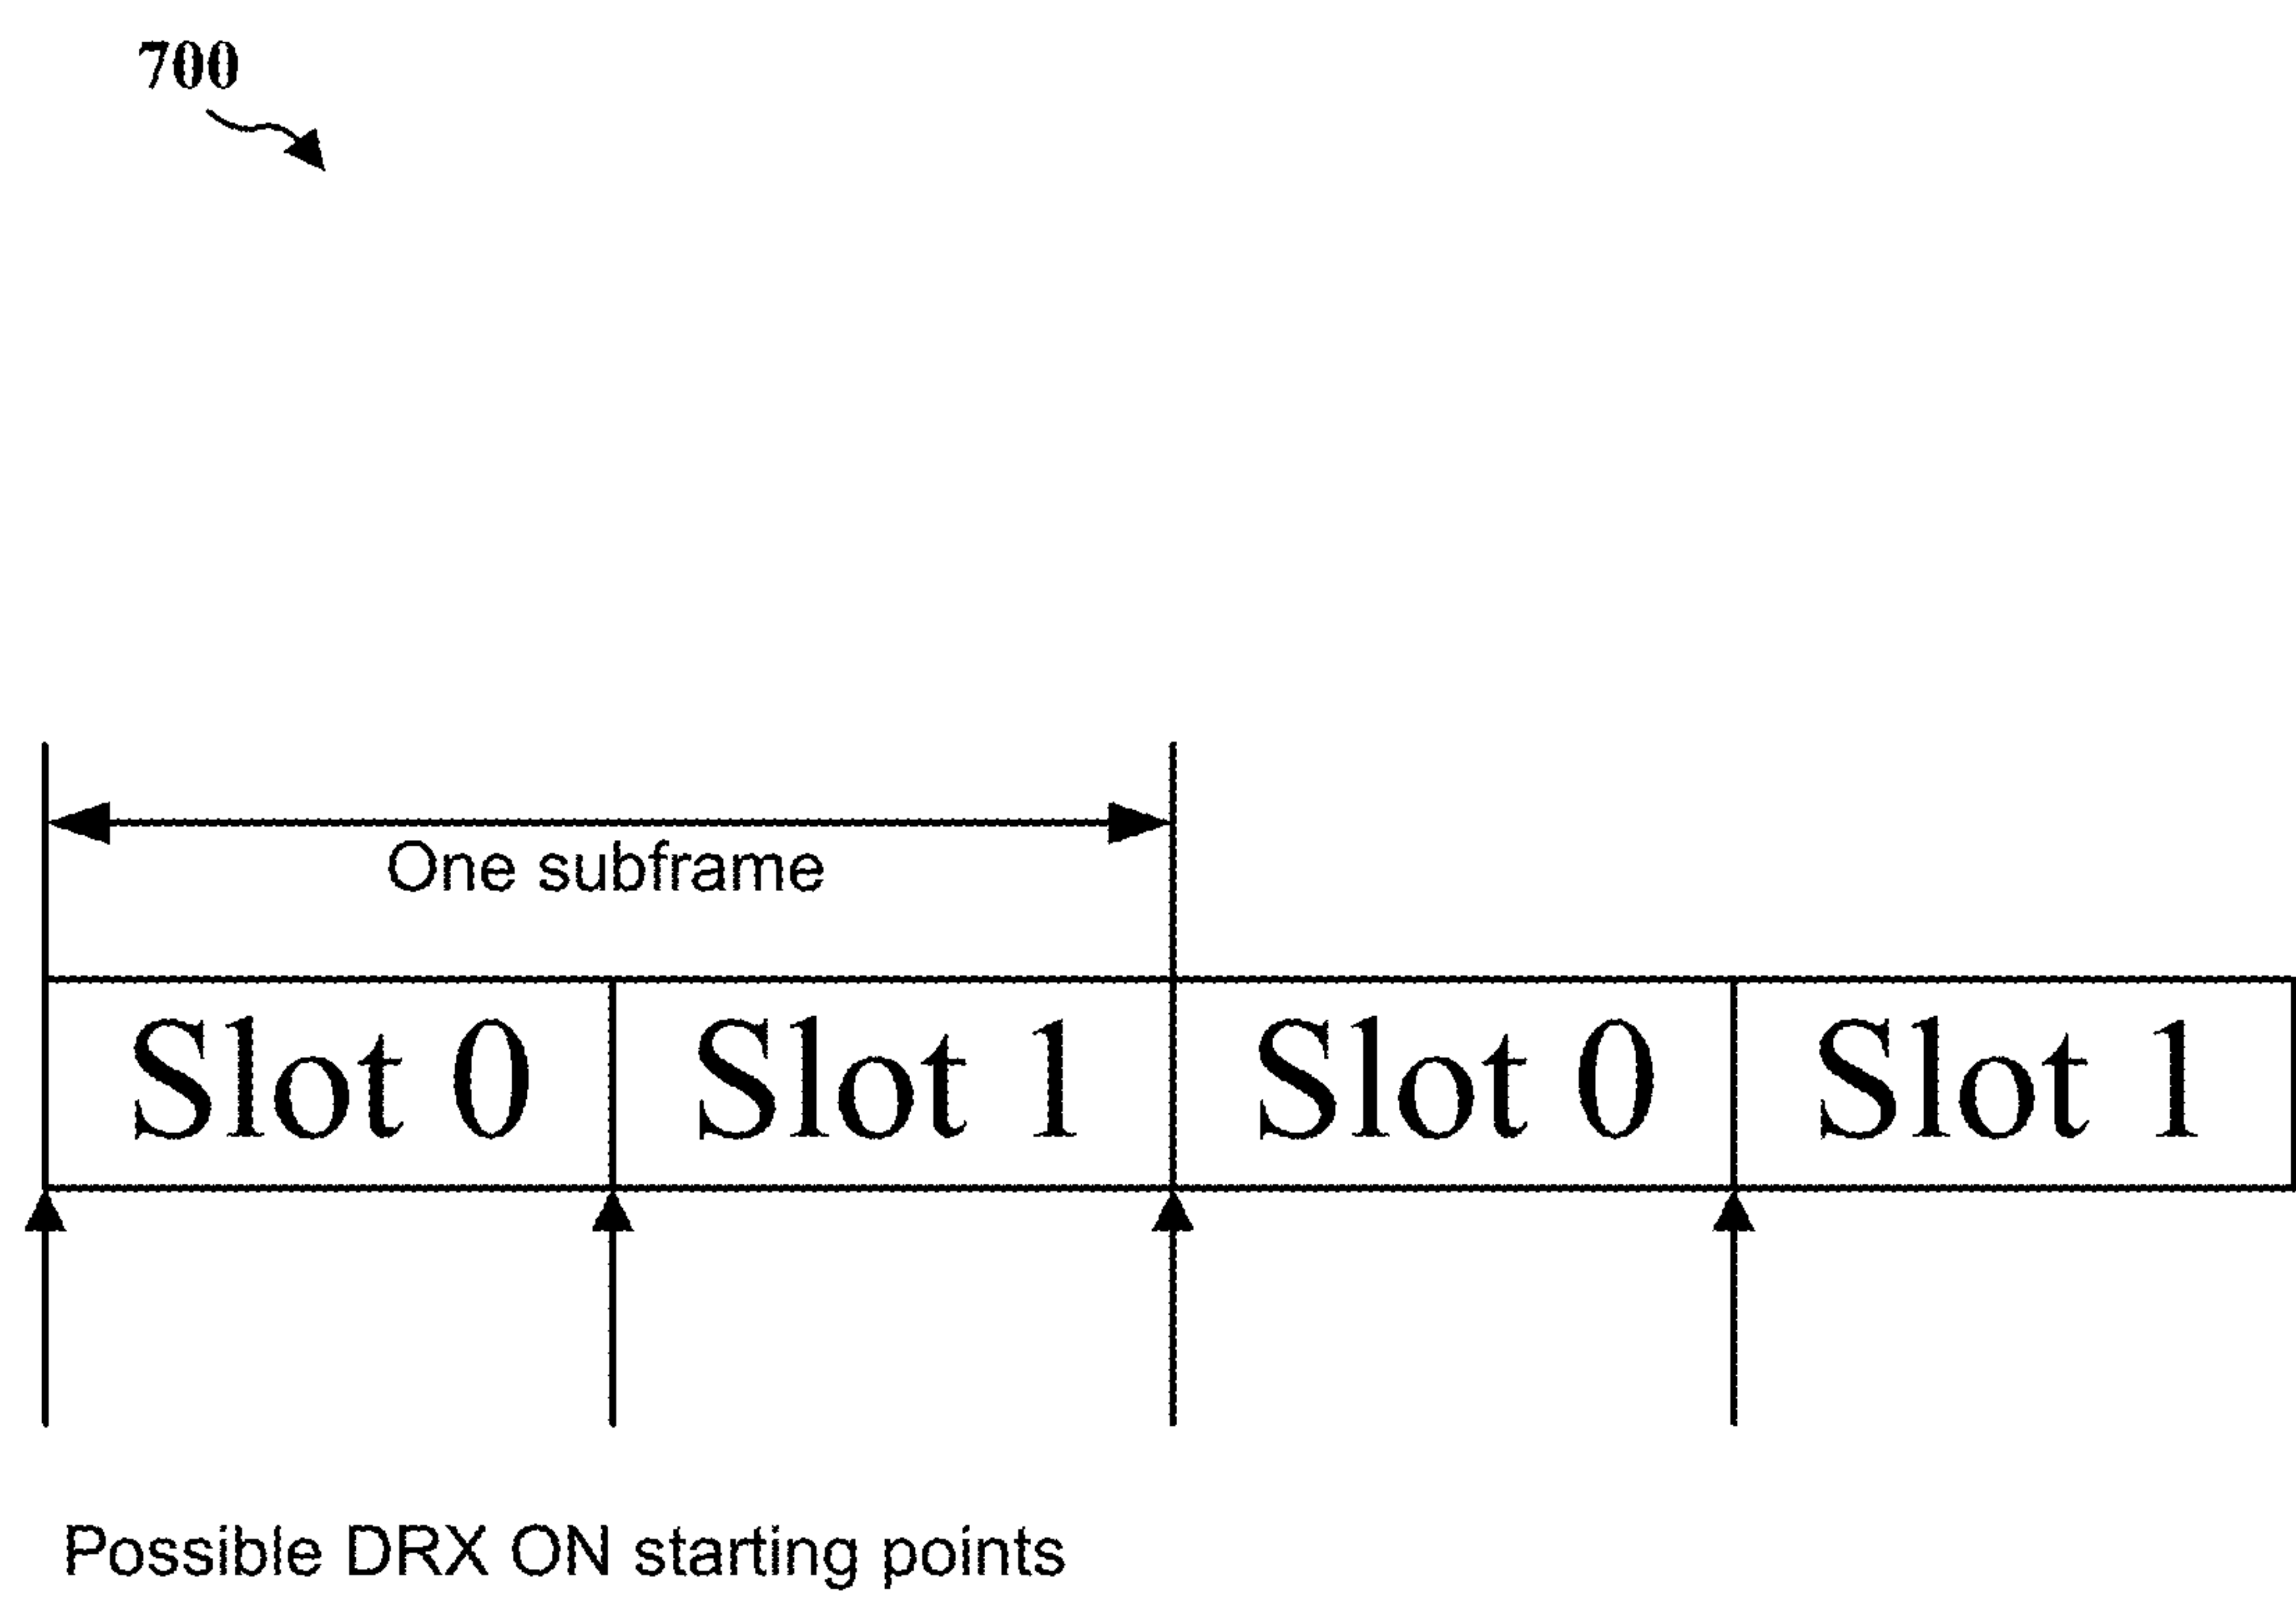 700
One subframe
Slot 0 Slot 1 Slot 0 Slot 1
Possible DRX ON starting points